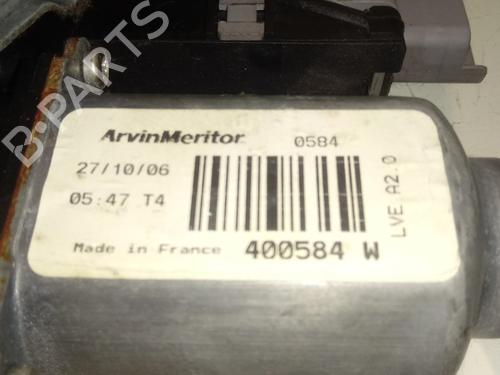 B-PARTS
ArvinMeritor 0584
27/10/06
05:47 T4
Made in France 400584 W
LVE A2.0